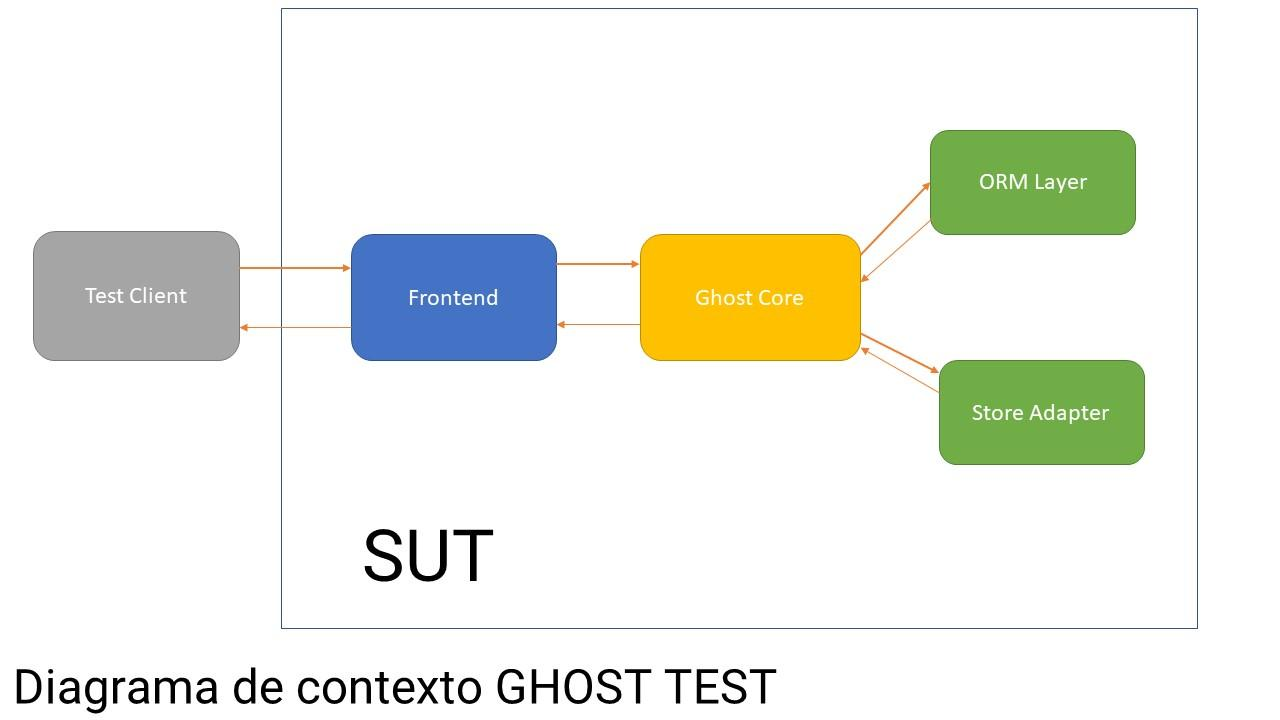 ORM Layer
Test Client
Frontend
Ghost Core
Store Adapter
SUT
Diagrama de contexto GHOST TEST